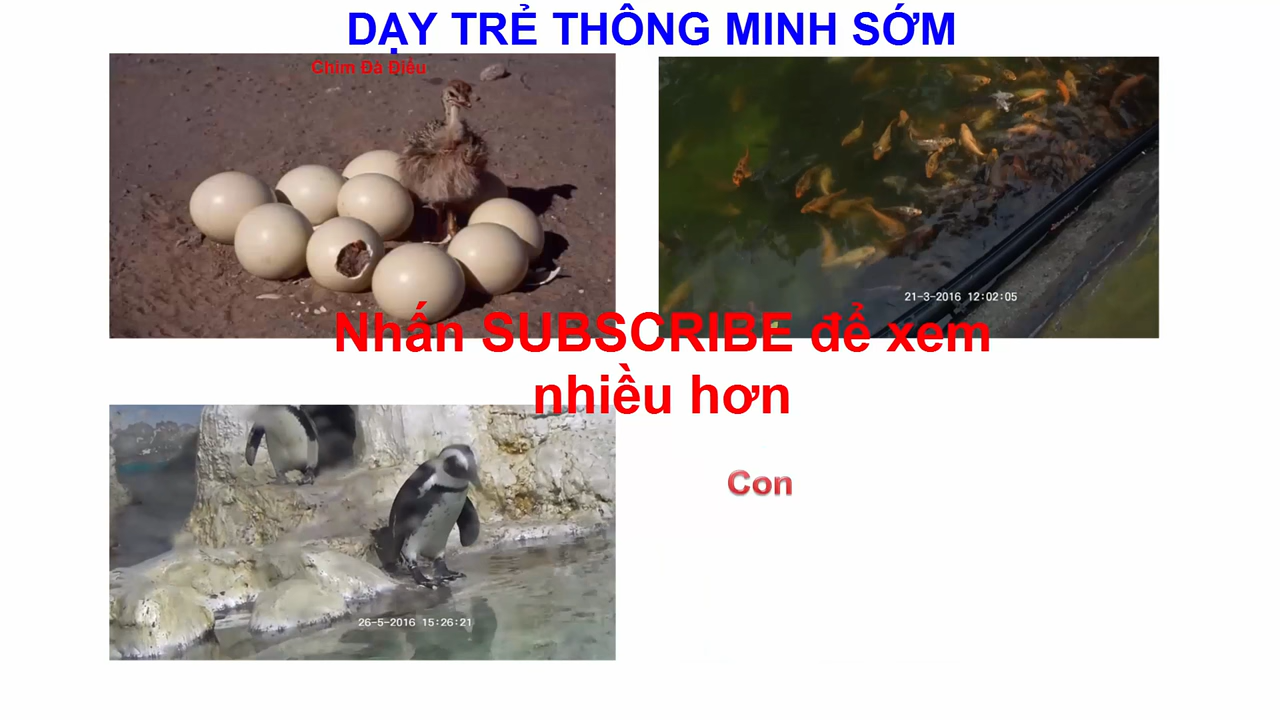 DẠY TRẺ THÔNG MINH SỚM
Chim Đà Điểu
21-3-2016 12:02:05
Nhấn SUBSCRIBE để xem
nhiều hơn
Con
26-5-2016 15:26:21